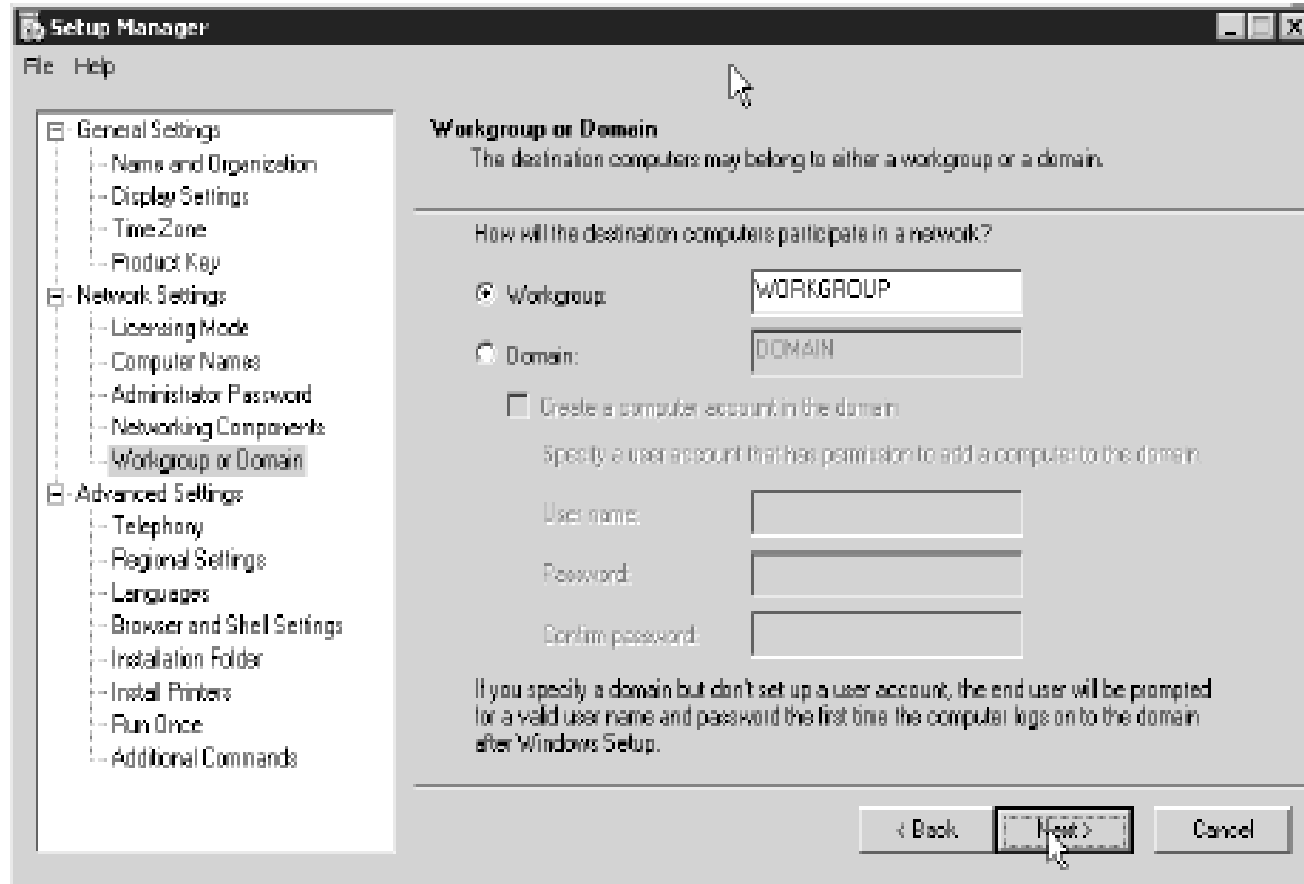 Setup Manager
File Help
General Settings
Name and Organization
Display Settings
Time Zone
Product Key
Network Settings
Licensing Mode
Computer Names
Administrator Password
Networking Components
Workgroup or Domain
Advanced Settings
Telephony
Regional Settings
Languages
Browser and Shell Settings
Installation Folder
Install Printers
Run Once
Additional Commands
Workgroup or Domain
The destination computers may belong to either a workgroup or a domain.
How will the destination computers participate in a network?
Workgroup: WORKGROUP
Domain: DOMAIN
Create a computer account in the domain
Specify a user account that has permission to add a computer to the domain
User name:
Password:
Confirm password:
If you specify a domain but don't set up a user account, the end user will be prompted
for a valid user name and password the first time the computer logs on to the domain
after Windows Setup.
< Back Next > Cancel